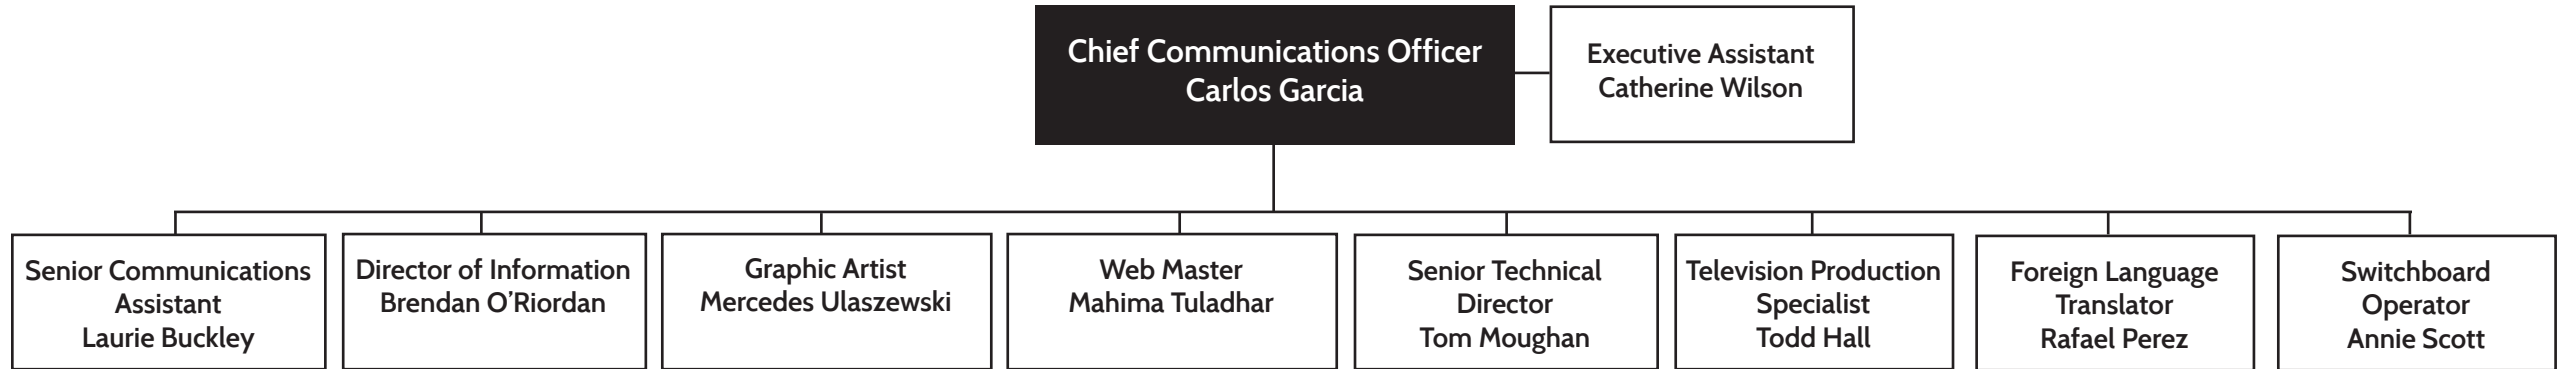 Chief Communications Officer
Carlos Garcia
Executive Assistant
Catherine Wilson
Senior Communications
Assistant
Laurie Buckley
Director of Information
Brendan O’Riordan
Graphic Artist
Mercedes Ulaszewski
Web Master
Mahima Tuladhar
Senior Technical
Director
Tom Moughan
Television Production
Specialist
Todd Hall
Foreign Language
Translator
Rafael Perez
Switchboard
Operator
Annie Scott